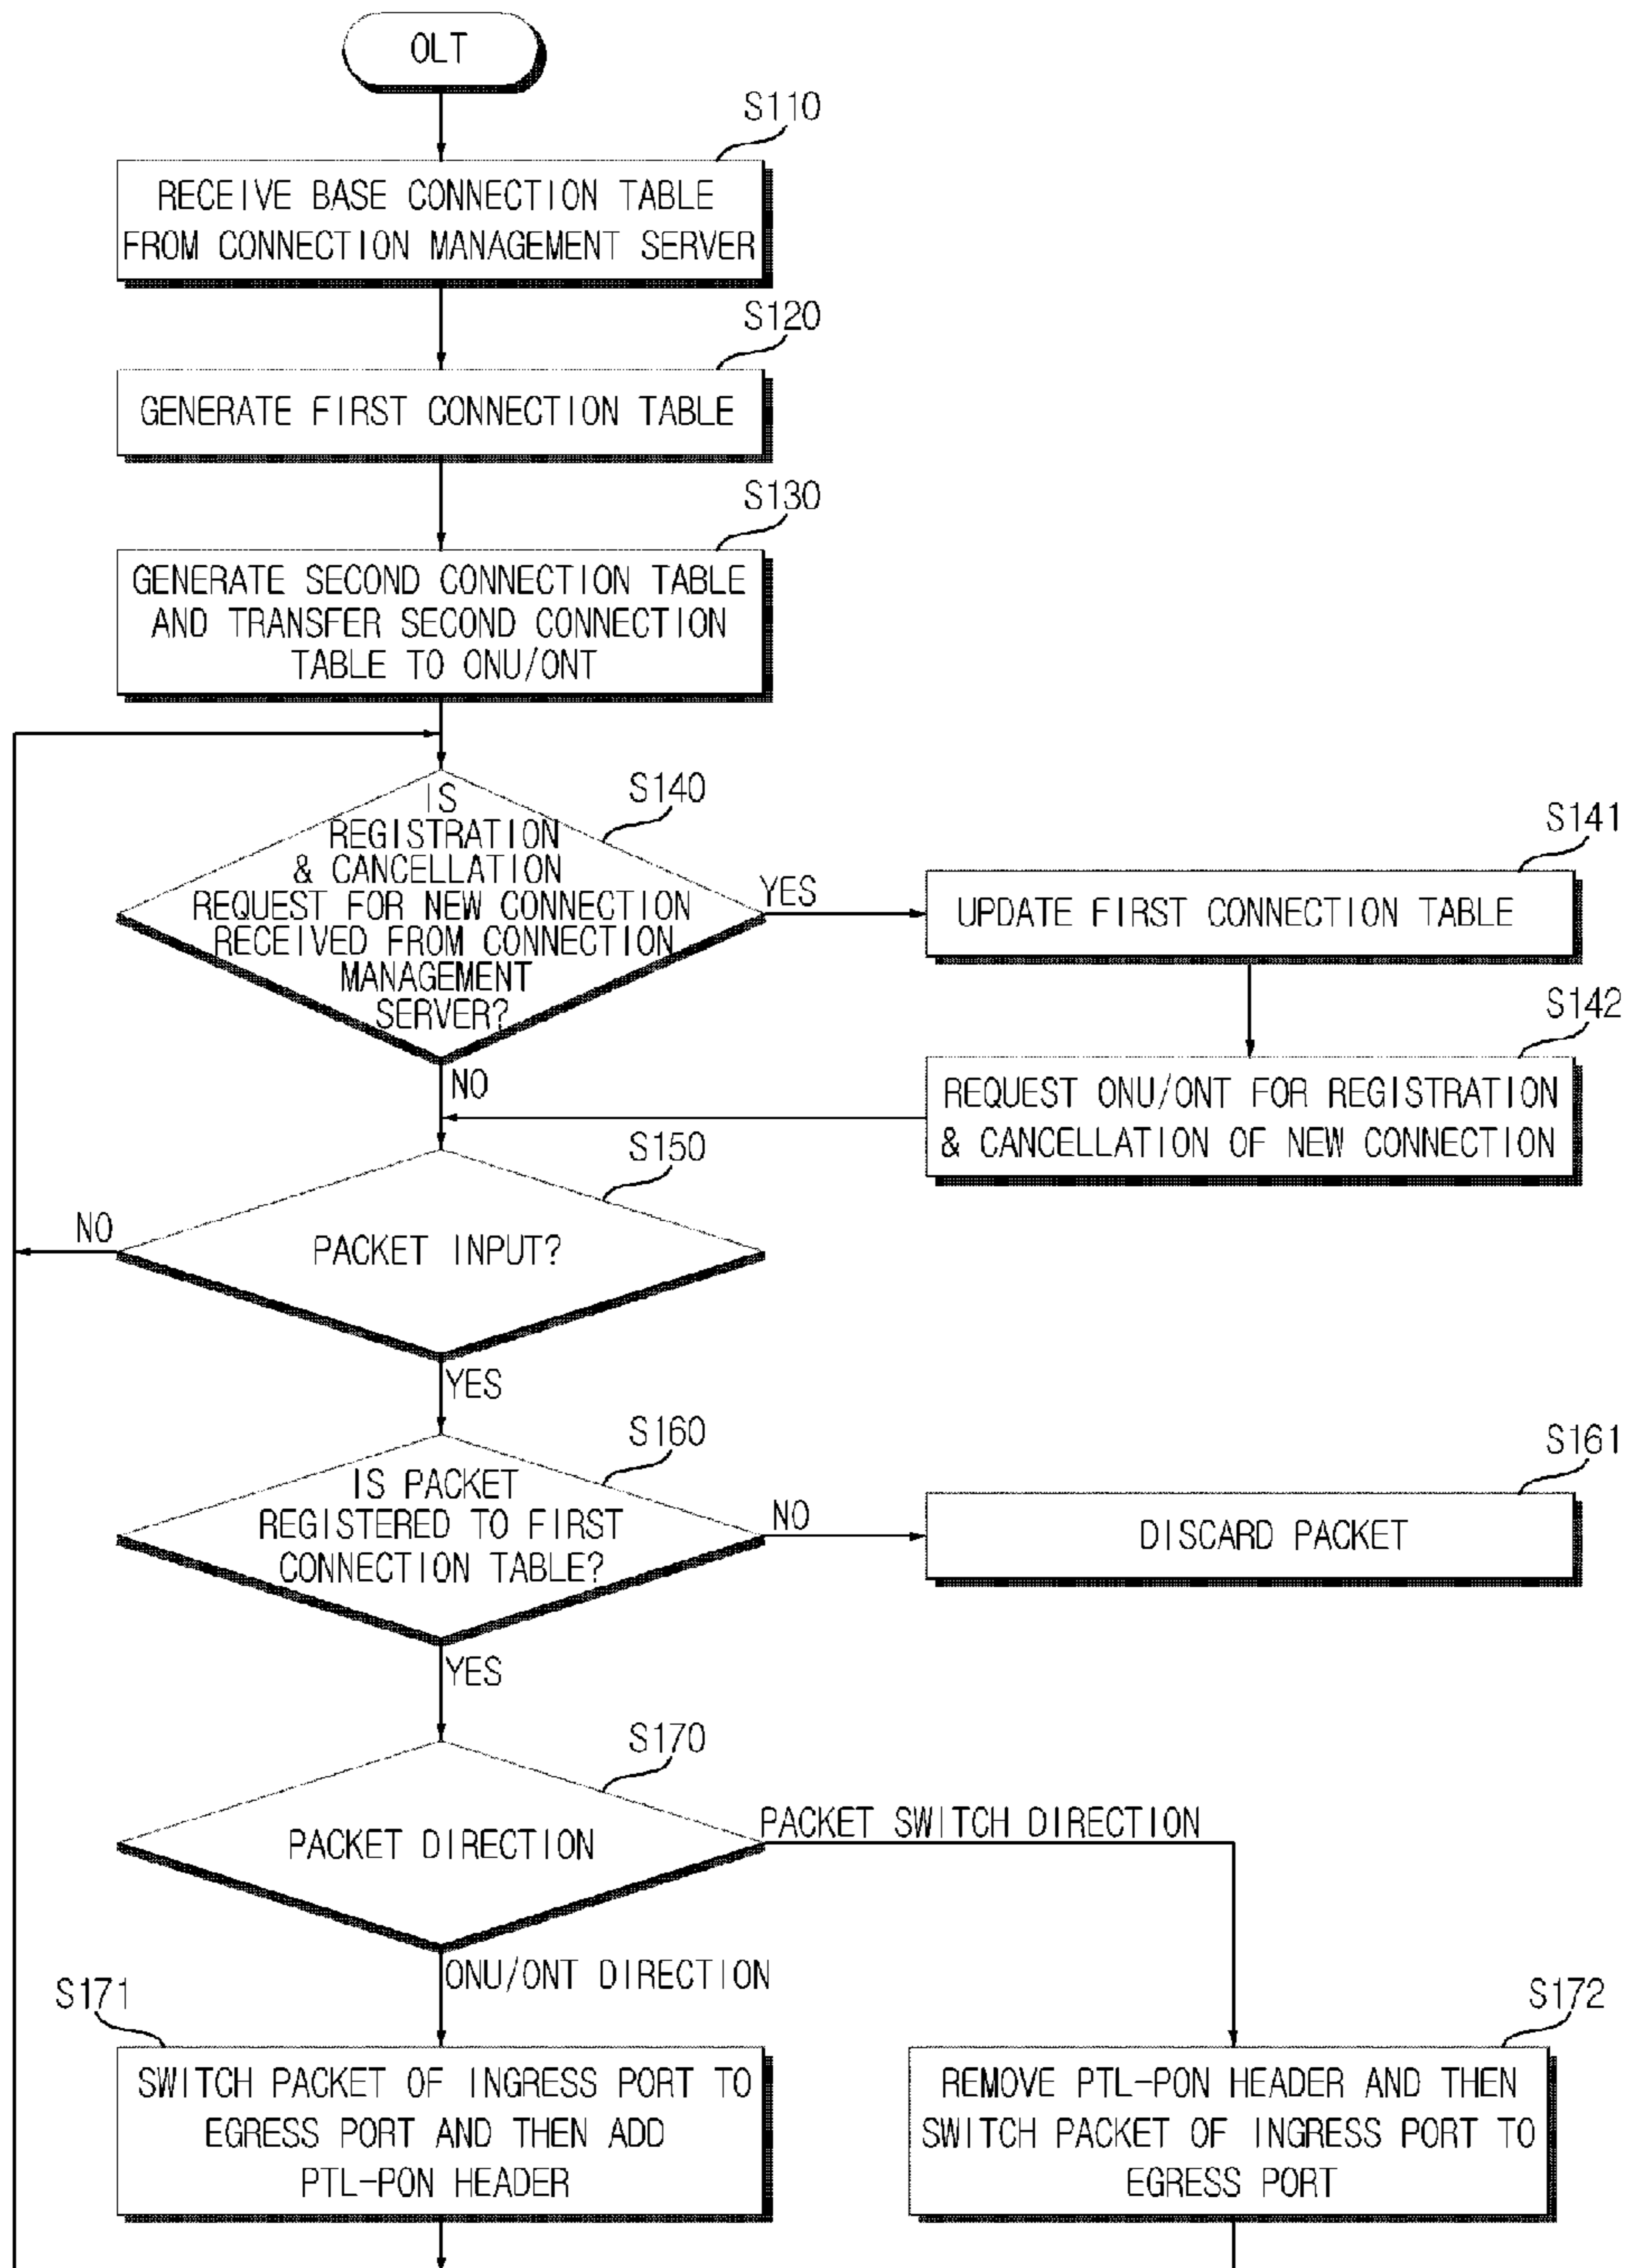 OLT
S110
RECEIVE BASE CONNECTION TABLE
FROM CONNECTION MANAGEMENT SERVER
S120
GENERATE FIRST CONNECTION TABLE
S130
GENERATE SECOND CONNECTION TABLE
AND TRANSFER SECOND CONNECTION
TABLE TO ONU/ONT
S140
IS
REGISTRATION
& CANCELLATION
REQUEST FOR NEW CONNECTION
RECEIVED FROM CONNECTION
MANAGEMENT
SERVER?
YES
S141
UPDATE FIRST CONNECTION TABLE
S142
REQUEST ONU/ONT FOR REGISTRATION
& CANCELLATION OF NEW CONNECTION
NO
S150
PACKET INPUT?
NO
YES
S160
IS PACKET
REGISTERED TO FIRST
CONNECTION TABLE?
NO
S161
DISCARD PACKET
YES
S170
PACKET DIRECTION
PACKET SWITCH DIRECTION
ONU/ONT DIRECTION
S171
SWITCH PACKET OF INGRESS PORT TO
EGRESS PORT AND THEN ADD
PTL-PON HEADER
S172
REMOVE PTL-PON HEADER AND THEN
SWITCH PACKET OF INGRESS PORT TO
EGRESS PORT